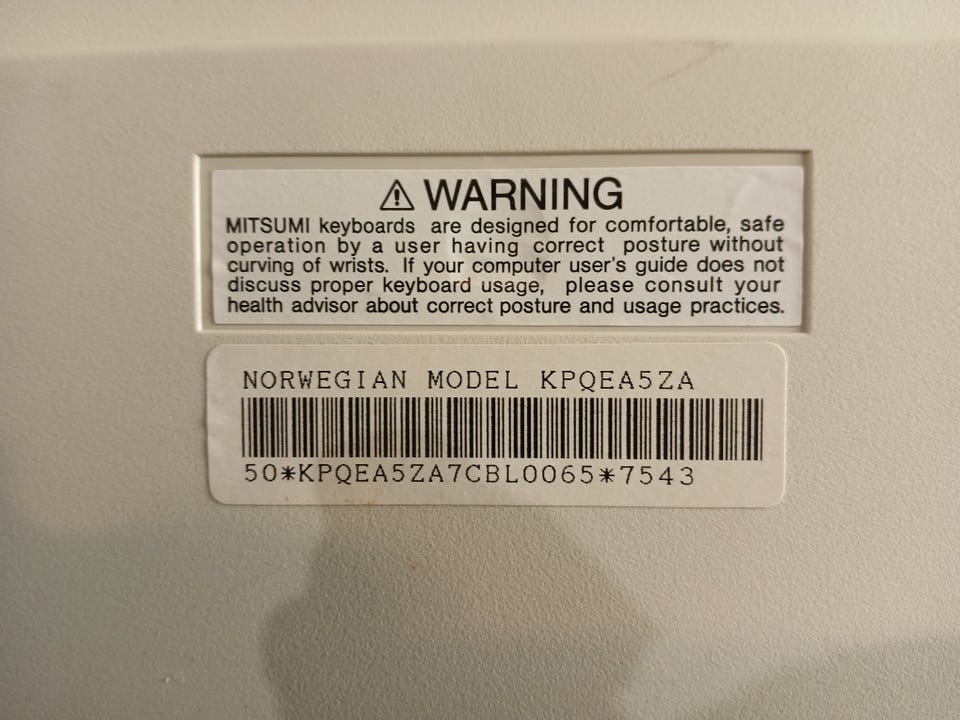 WARNING
MITSUMI keyboards are designed for comfortable, safe
operation by a user having correct posture without
curving of wrists. If your computer user's guide does not
discuss proper keyboard usage, please consult your
health advisor about correct posture and usage practices.
NORWEGIAN MODEL KPQEA5ZA
50*KPQEA5ZA7CBL0065*7543